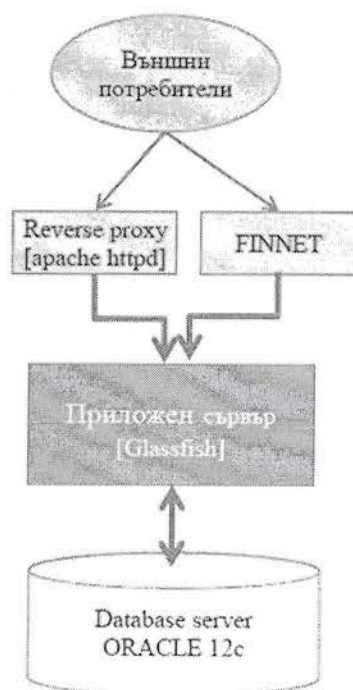 Външни
потребители
Reverse proxy
[apache httpd]
FINNET
Приложен сървър
[Glassfish]
Database server
ORACLE 12c